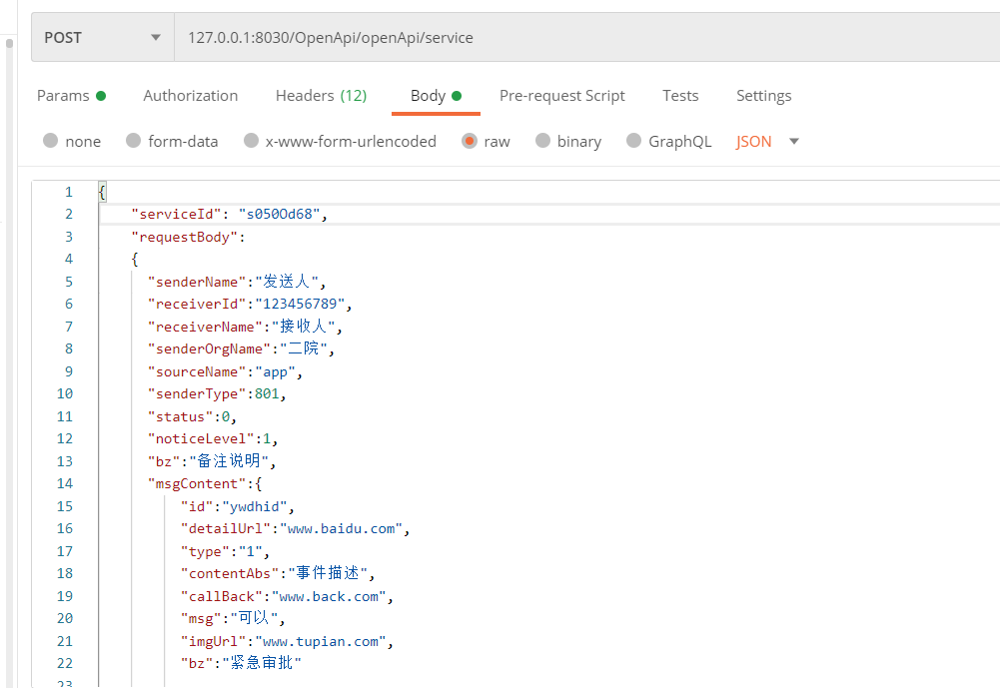 POST 127.0.0.1:8030/OpenApi/openApi/service
Params Authorization Headers (12) Body Pre-request Script Tests Settings
none form-data x-www-form-urlencoded raw binary GraphQL JSON
1 {
2 "serviceId": "s050Od68",
3 "requestBody":
4 {
5 "senderName":"发送人",
6 "receiverId":"123456789",
7 "receiverName":"接收人",
8 "senderOrgName":"二院",
9 "sourceName":"app",
10 "senderType":801,
11 "status":0,
12 "noticeLevel":1,
13 "bz":"备注说明",
14 "msgContent":{
15 "id":"ywdhid",
16 "detailUrl":"www.baidu.com",
17 "type":"1",
18 "contentAbs":"事件描述",
19 "callBack":"www.back.com",
20 "msg":"可以",
21 "imgUrl":"www.tupian.com",
22 "bz":"紧急审批"
23